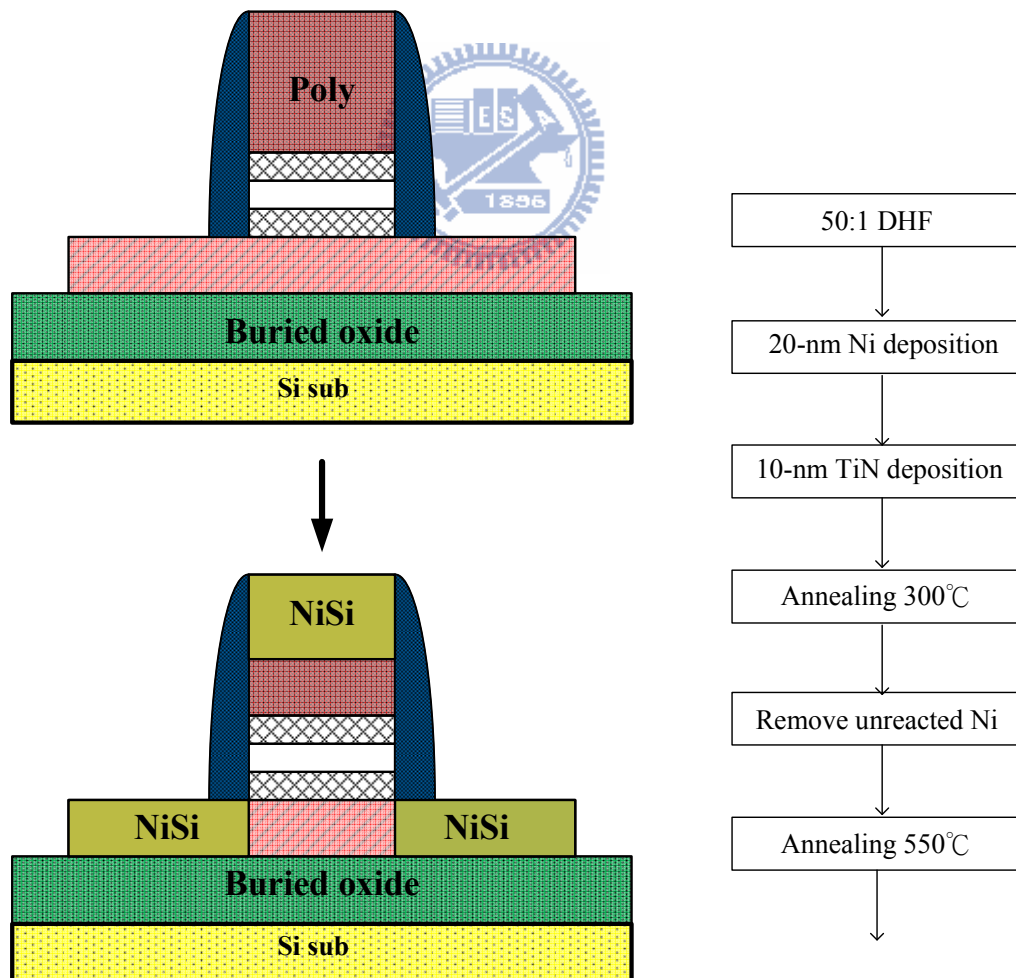 Poly
Buried oxide
Si sub
NiSi
NiSi
NiSi
Buried oxide
Si sub
E S
1896
50:1 DHF
20-nm Ni deposition
10-nm TiN deposition
Annealing 300℃
Remove unreacted Ni
Annealing 550℃